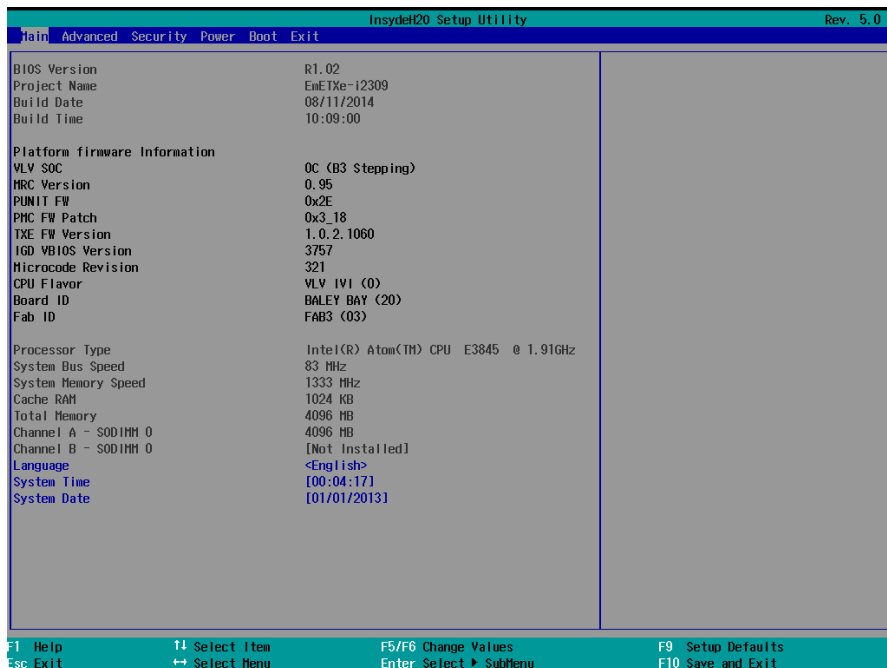 InsydeH20 Setup Utility Rev. 5.0
Main Advanced Security Power Boot Exit
BIOS Version R1.02
Project Name EmETXe-i2309
Build Date 08/11/2014
Build Time 10:09:00
Platform firmware Information
VLV SOC 0C (B3 Stepping)
MRC Version 0.95
PUNIT FW 0x2E
PMC FW Patch 0x3_18
TXE FW Version 1.0.2.1060
IGD VBIOS Version 3757
Microcode Revision 321
CPU Flavor VLV IVI (0)
Board ID BALEY BAY (20)
Fab ID FAB3 (03)
Processor Type Intel(R) Atom(TM) CPU E3845 @ 1.91GHz
System Bus Speed 83 MHz
System Memory Speed 1333 MHz
Cache RAM 1024 KB
Total Memory 4096 MB
Channel A - SODIMM 0 4096 MB
Channel B - SODIMM 0 [Not Installed]
Language <English>
System Time [00:04:17]
System Date [01/01/2013]
F1 Help ↑↓ Select Item F5/F6 Change Values F9 Setup Defaults
Esc Exit ↔ Select Menu Enter Select ▶ SubMenu F10 Save and Exit